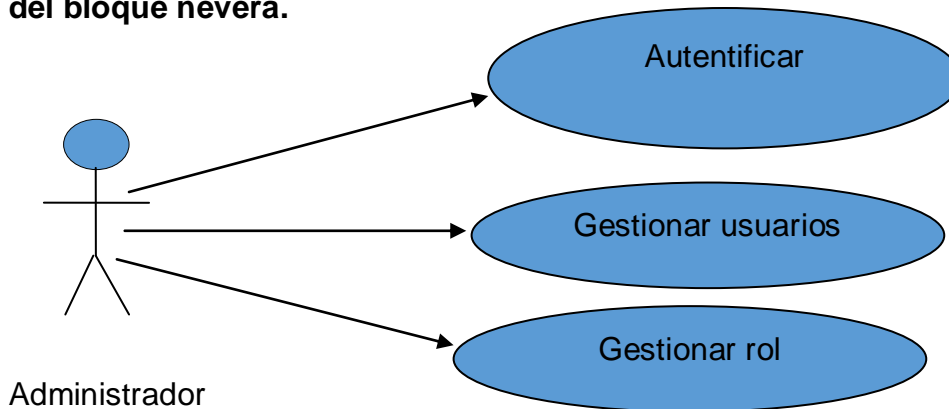 del bloque nevera.
Autentificar
Gestionar usuarios
Gestionar rol
Administrador